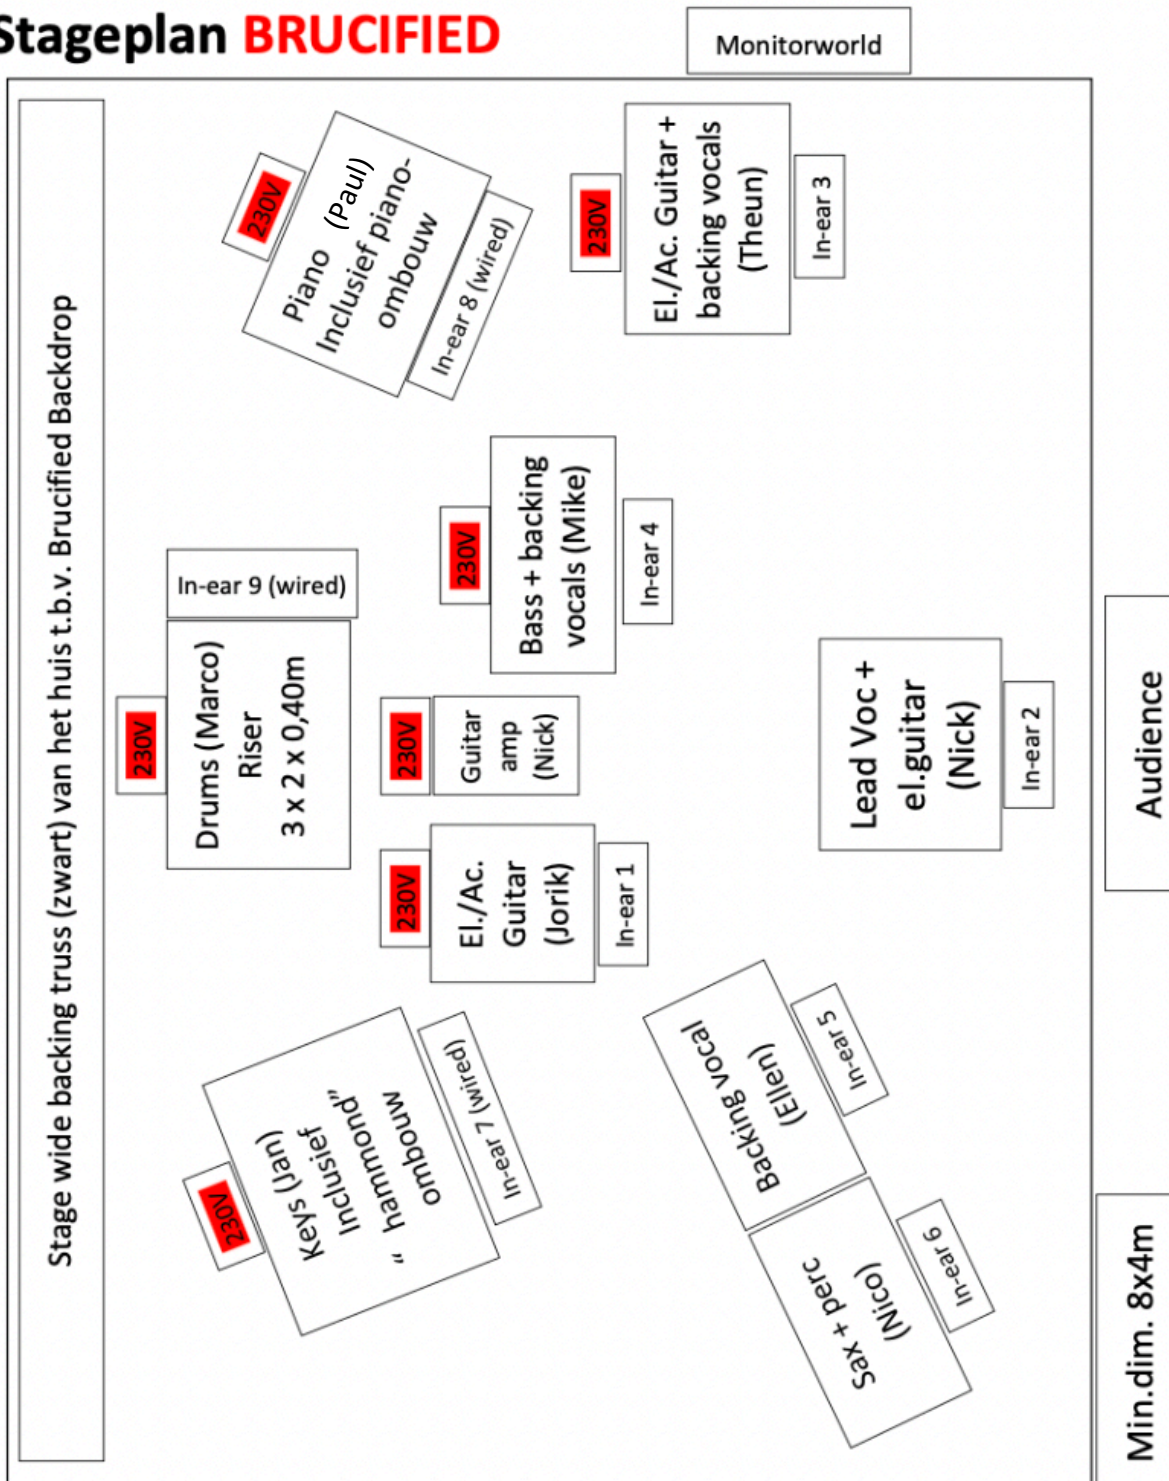 Stageplan BRUCIFIED
Monitorworld
Stage wide backing truss (zwart) van het huis t.b.v. Brucified Backdrop
230V
Piano (Paul)
Inclusief piano-
ombouw
In-ear 8 (wired)
230V
El./Ac. Guitar +
backing vocals
(Theun)
In-ear 3
230V
Bass + backing
vocals (Mike)
In-ear 4
In-ear 9 (wired)
230V
Drums (Marco)
Riser
3 x 2 x 0,40m
230V
Guitar
amp
(Nick)
Lead Voc +
el.guitar
(Nick)
In-ear 2
230V
El./Ac.
Guitar
(Jorik)
In-ear 1
230V
Keys (Jan)
Inclusief
“ hammond”
ombouw
In-ear 7 (wired)
Backing vocal
(Ellen)
In-ear 5
Sax + perc
(Nico)
In-ear 6
Audience
Min.dim. 8x4m